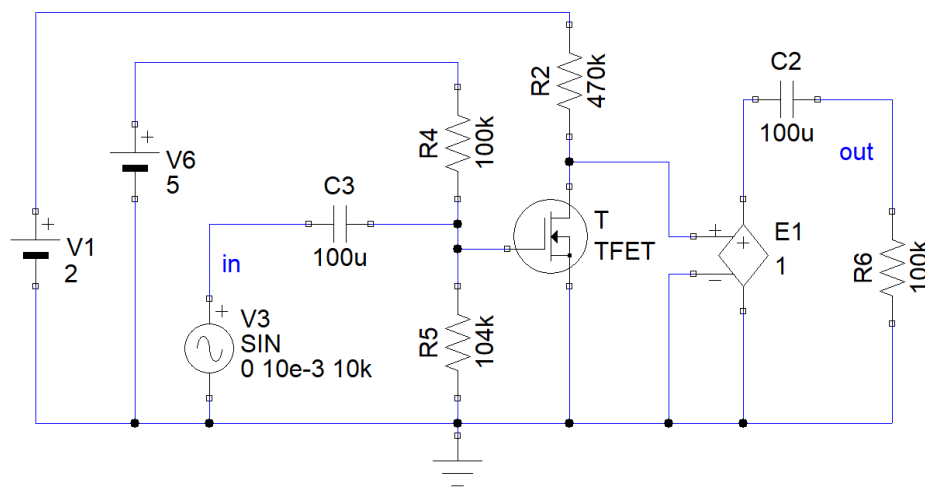 R2
470k
C2
100u
out
R4
100k
+
V6
5
C3
100u
T
TFET
+
V1
2
in
+
V3
SIN
0 10e-3 10k
R5
104k
+
−
+
E1
1
R6
100k